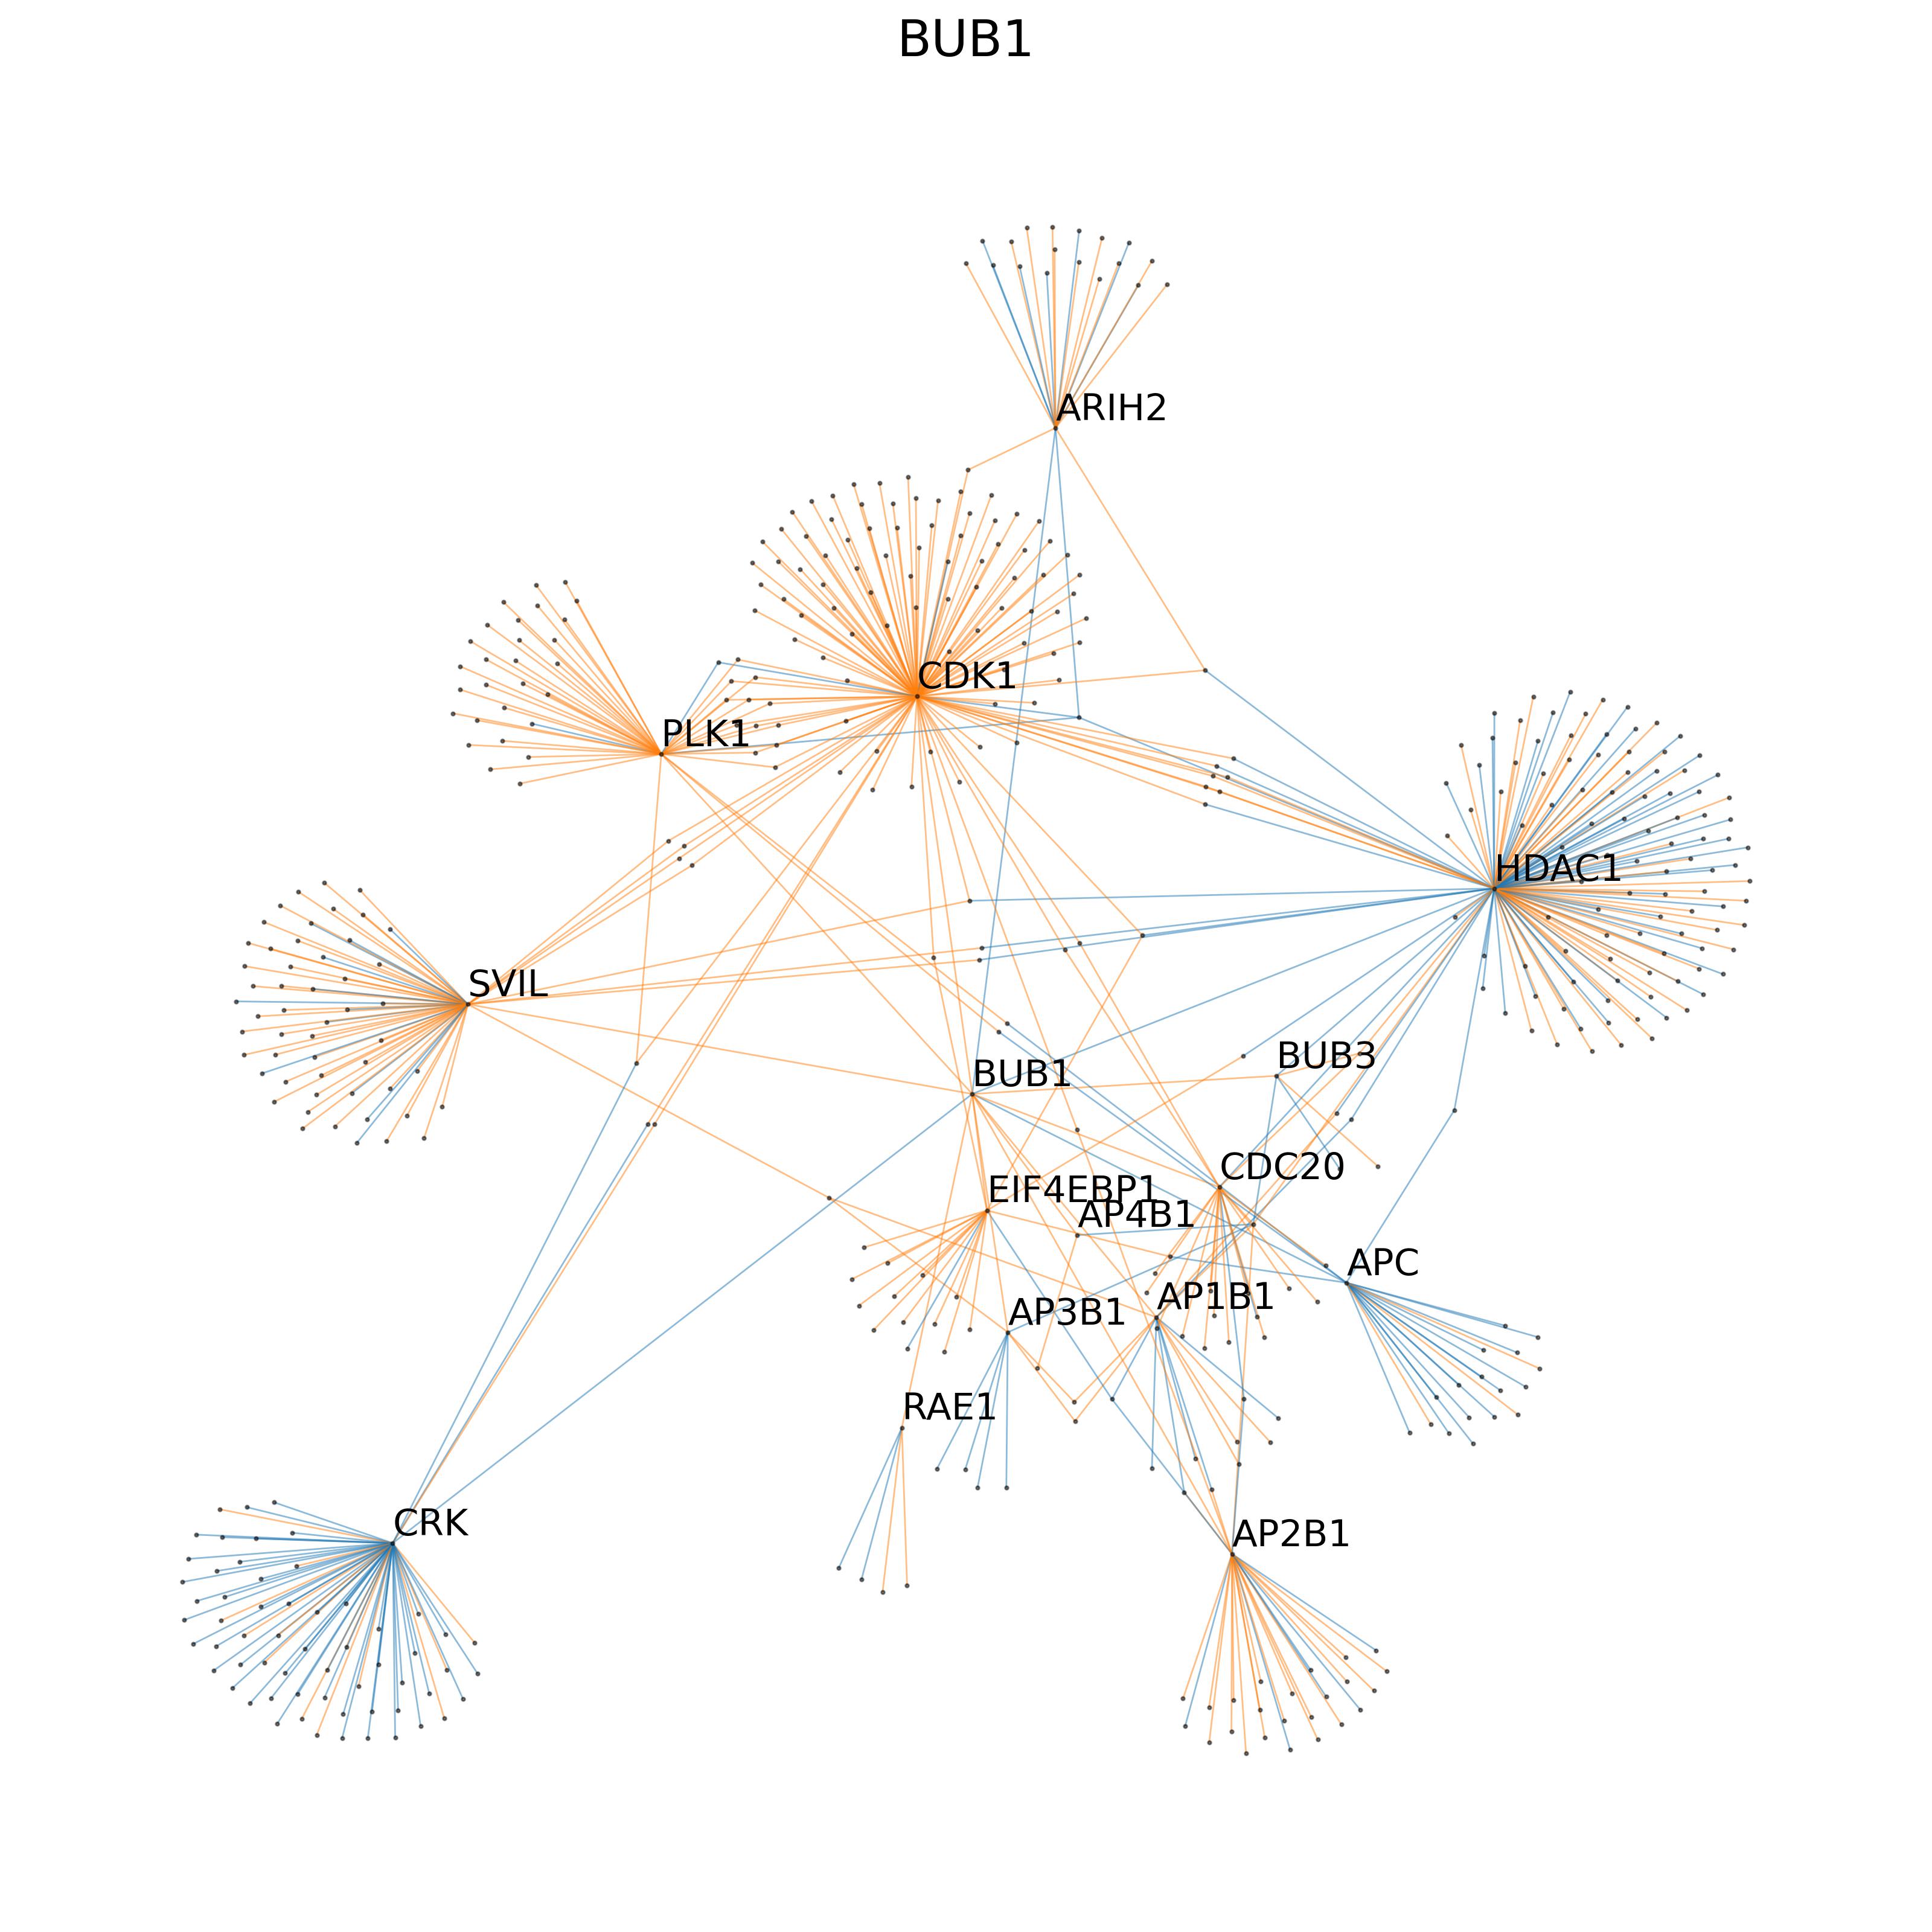 BUB1
ARIH2
CDK1
PLK1
HDAC1
SVIL
BUB3
BUB1
CDC20
EIF4EBP1
AP4B1
APC
AP1B1
AP3B1
RAE1
CRK
AP2B1